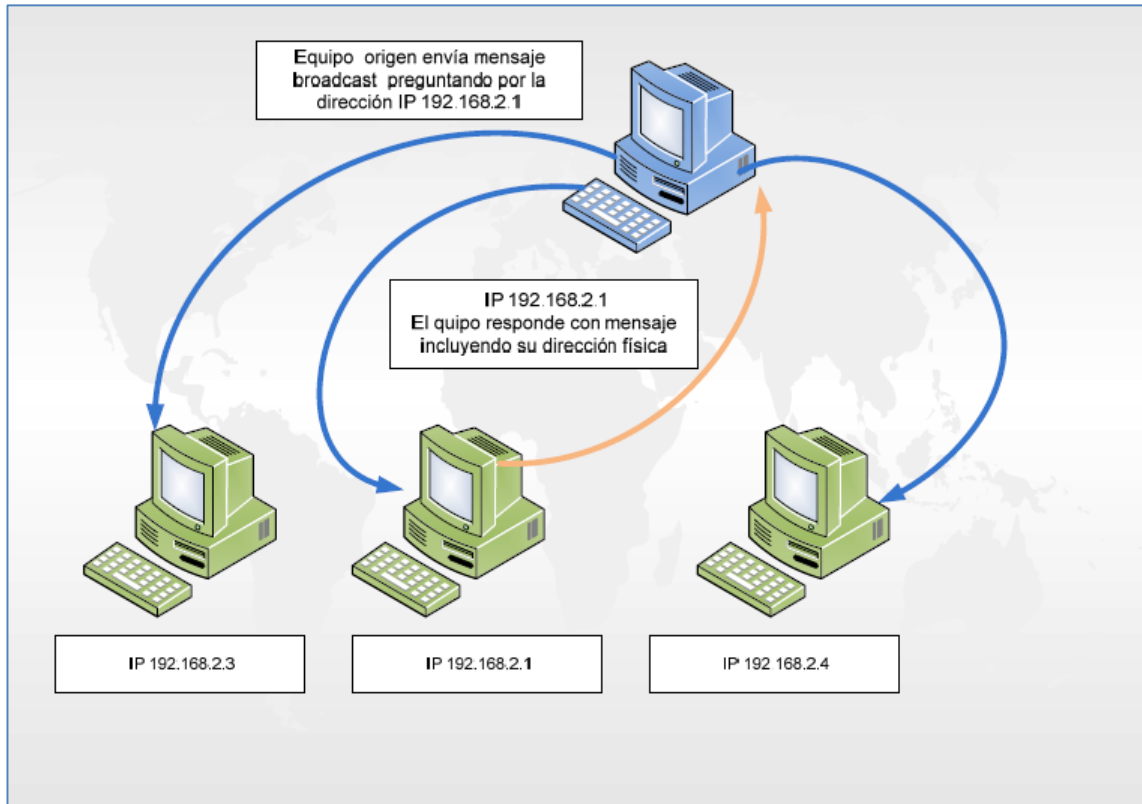 Equipo origen envía mensaje
broadcast preguntando por la
dirección IP 192.168.2.1
IP 192.168.2.1
El quipo responde con mensaje
incluyendo su dirección física
IP 192.168.2.3
IP 192.168.2.1
IP 192.168.2.4